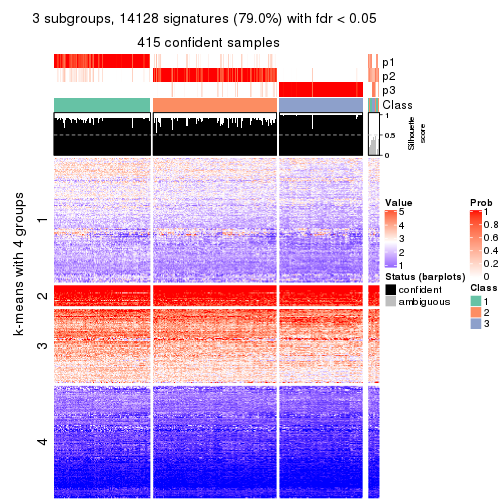 3 subgroups, 14128 signatures (79.0%) with fdr < 0.05
415 confident samples
p1
p2
p3
Class
1
0.5
0
Silhouette
score
k-means with 4 groups
1
2
3
4
Value
5
4
3
2
1
Status (barplots)
confident
ambiguous
Prob
1
0.8
0.6
0.4
0.2
0
Class
1
2
3